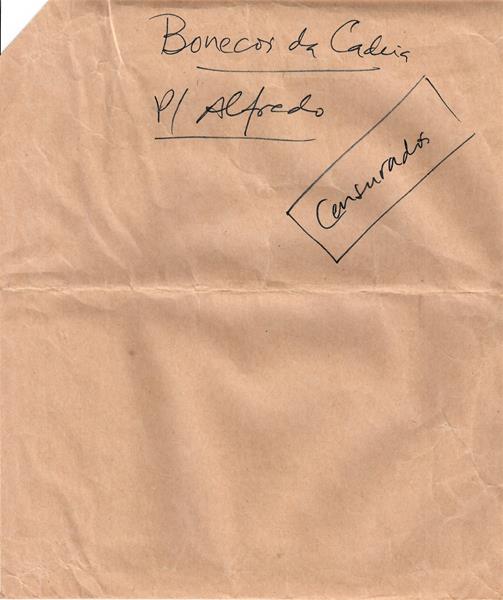 Bonecos da Cadeia
P/ Alfredo
Censurados